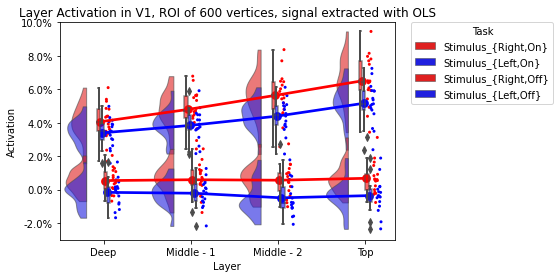 Layer Activation in V1, ROI of 600 vertices, signal extracted with OLS
10.0%
8.0%
6.0%
4.0%
2.0%
0.0%
-2.0%
Activation
Deep
Middle - 1
Middle - 2
Top
Layer
Task
Stimulus_{Right,On}
Stimulus_{Left,On}
Stimulus_{Right,Off}
Stimulus_{Left,Off}